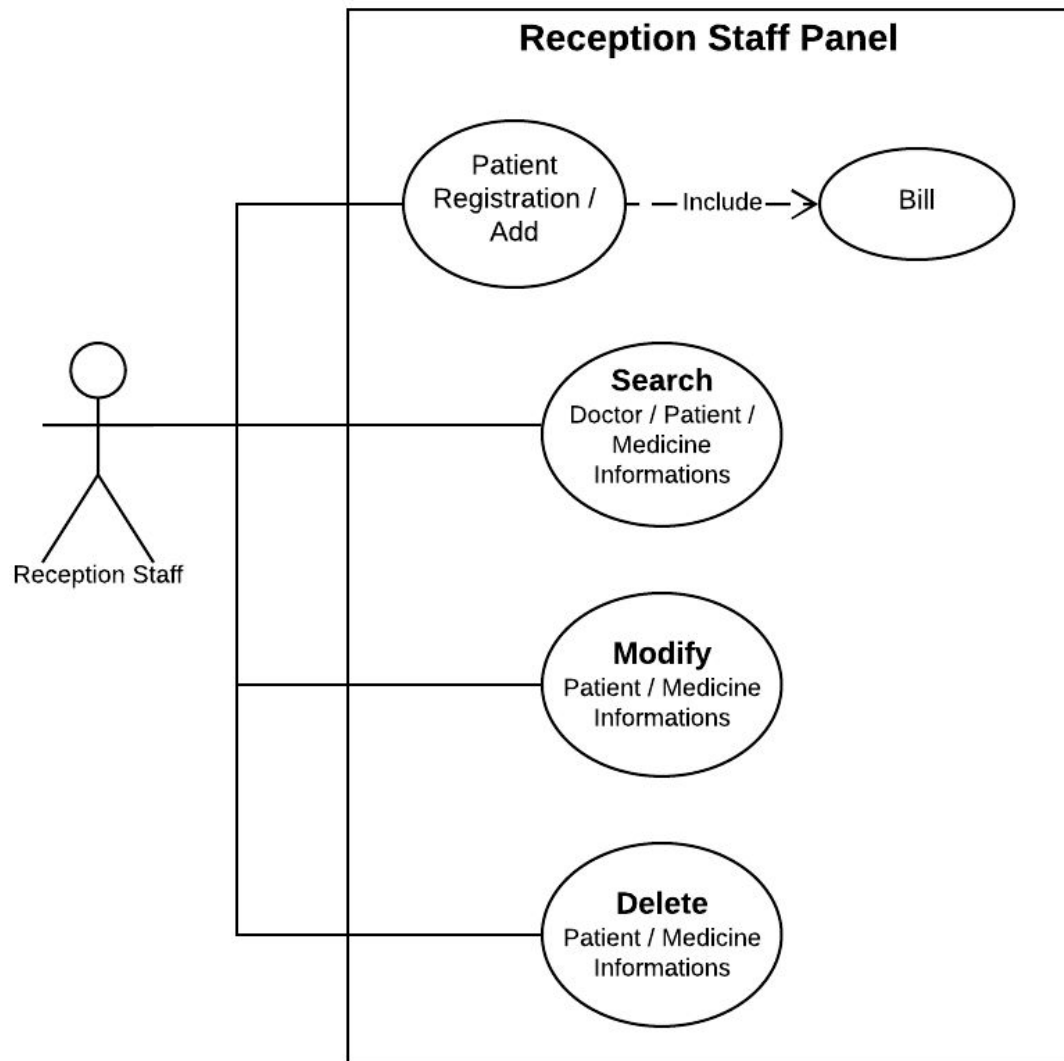 Reception Staff Panel
Patient
Registration /
Add
Include
Bill
Search
Doctor / Patient /
Medicine
Informations
Reception Staff
Modify
Patient / Medicine
Informations
Delete
Patient / Medicine
Informations